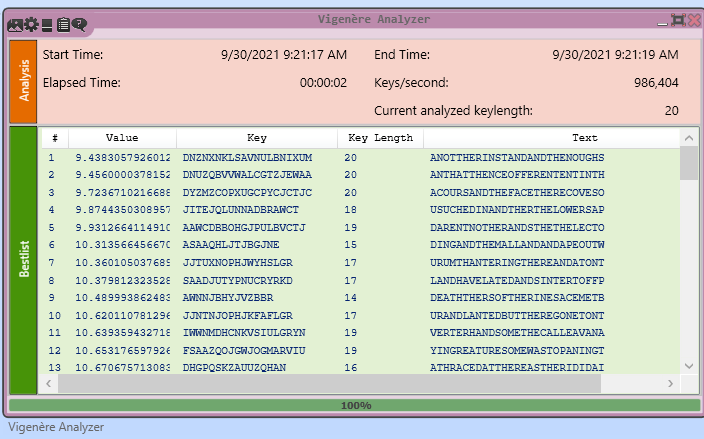 Vigenère Analyzer
Analysis
Start Time: 9/30/2021 9:21:17 AM End Time: 9/30/2021 9:21:19 AM
Elapsed Time: 00:00:02 Keys/second: 986,404
Current analyzed keylength: 20
Bestlist
# Value Key Key Length Text
1 9.4383057926012 DNZNXNKLSAVNULBNIXUM 20 ANOTTHERINSTANDANDTHENOUGHS
2 9.4560000378152 DNUZQBVVWALCGTZJEWAA 20 ANTHATTHENCEOFFERENTENTINTH
3 9.7236710216688 DYZMZCOPXUGCPYCJCTJC 20 ACOURSANDTHEFACETHERECOVESO
4 9.8744350308957 JITEJQLUNNADBRAWCT 18 USUCHEDINANDTHERTHELOWERSAP
5 9.9312664114910 AAWCDBBOHGJPULBVCTJ 19 DARENTNOTHERANDSTHETHELECTO
6 10.313566456670 ASAAQHLJTJBGJNE 15 DINGANDTHEMALLANDANDAPEOUTW
7 10.360105037685 JJTUXNOPHJWYHSLGR 17 URUMTHANTERINGTHEREANDATONT
8 10.379812323528 SAADJUTYPNUCRYRKD 17 LANDHAVELATEDANDSINTERTOFFP
9 10.489993862483 AWNNJBHYJVZBBR 14 DEATHTHERSOFTHERINESACEMETB
10 10.620110781296 JJNTNJOPHJKFAFLGR 17 URANDLANTEDBUTTHEREGONETONT
11 10.639359432718 IWWNMDHCNKVSIULGRYN 19 VERTERHANDSOMETHECALLEAVANA
12 10.653176597926 FSAAZQOJGWJOGMARVIU 19 YINGREATURESOMEWASTOPANINGT
13 10.670675713083 DHGPQSKZAUUZQHAN 16 ATHRACEDATTHEREASTHERIDIDAI
100%
Vigenère Analyzer